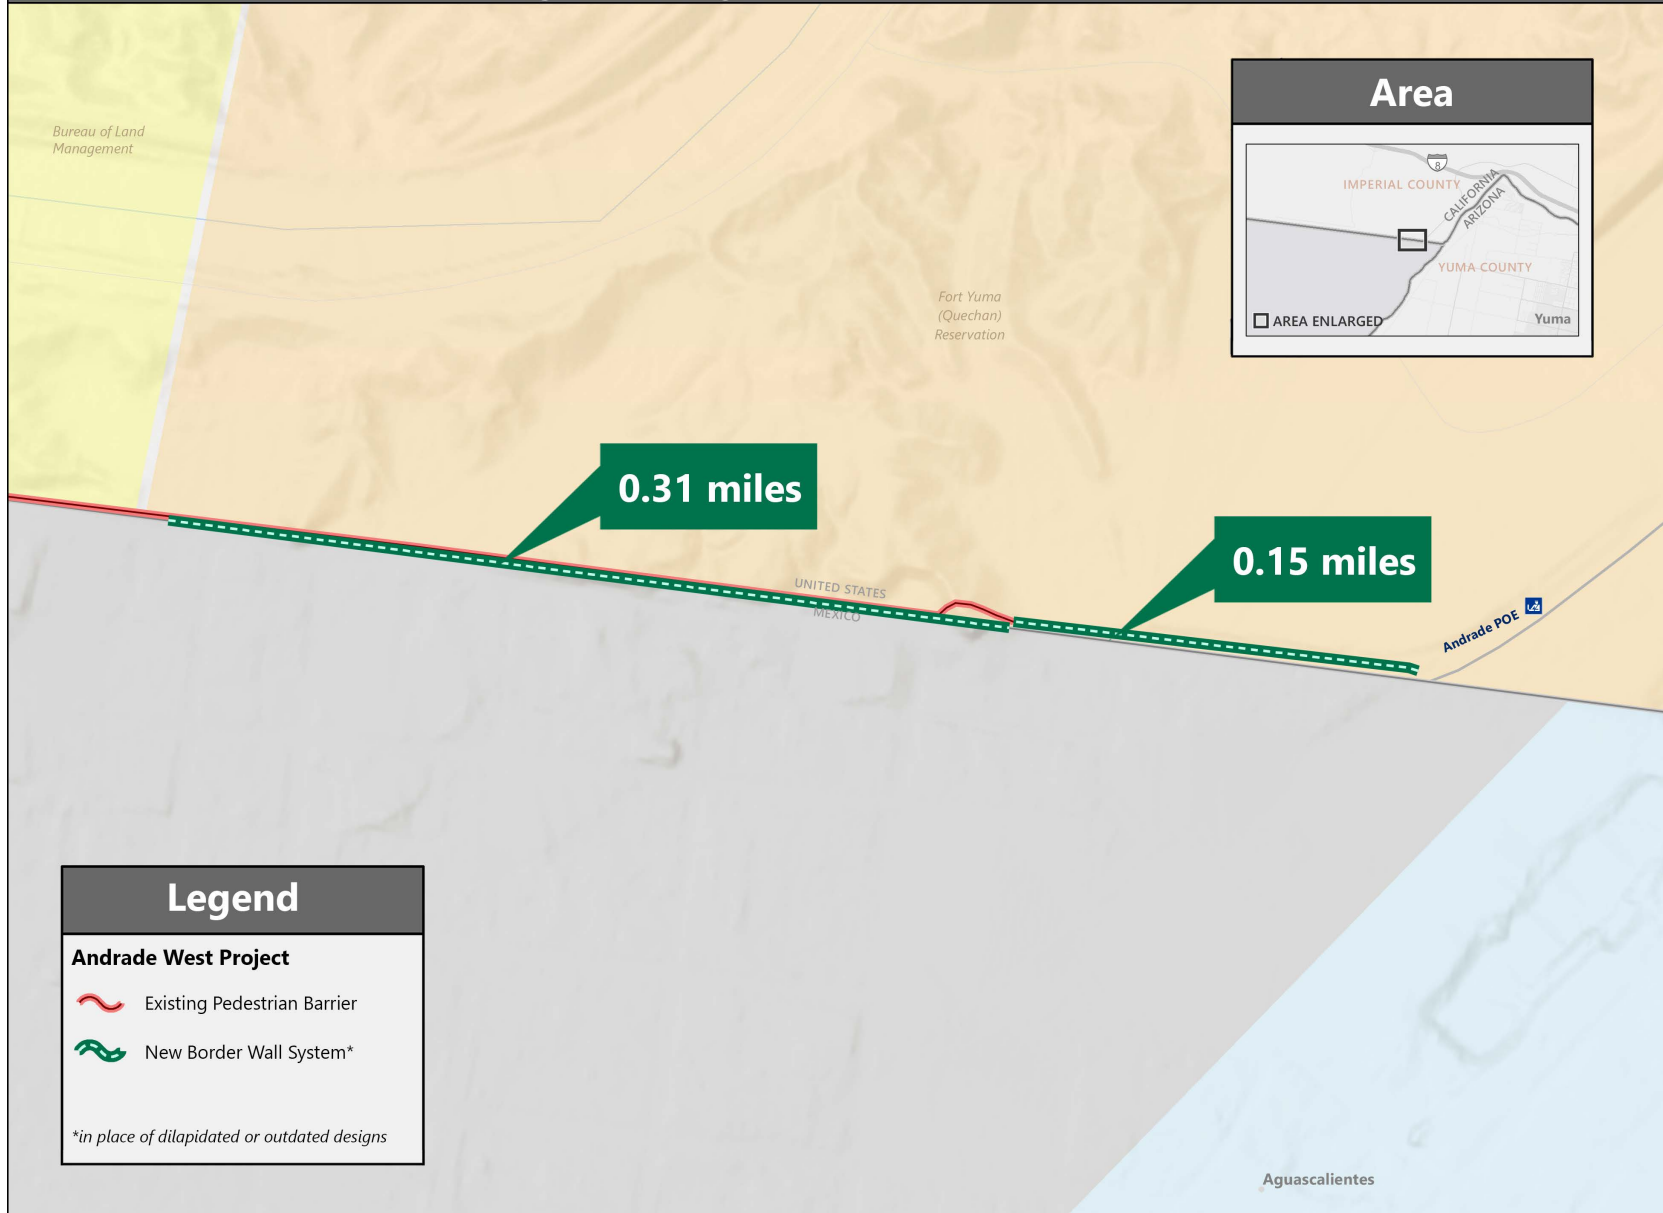 Bureau of Land
Management
Area
8
IMPERIAL COUNTY
CALIFORNIA
ARIZONA
YUMA COUNTY
AREA ENLARGED
Yuma
Fort Yuma
(Quechan)
Reservation
0.31 miles
0.15 miles
UNITED STATES
MEXICO
Andrade POE
Legend
Andrade West Project
Existing Pedestrian Barrier
New Border Wall System*
*in place of dilapidated or outdated designs
Aguascalientes